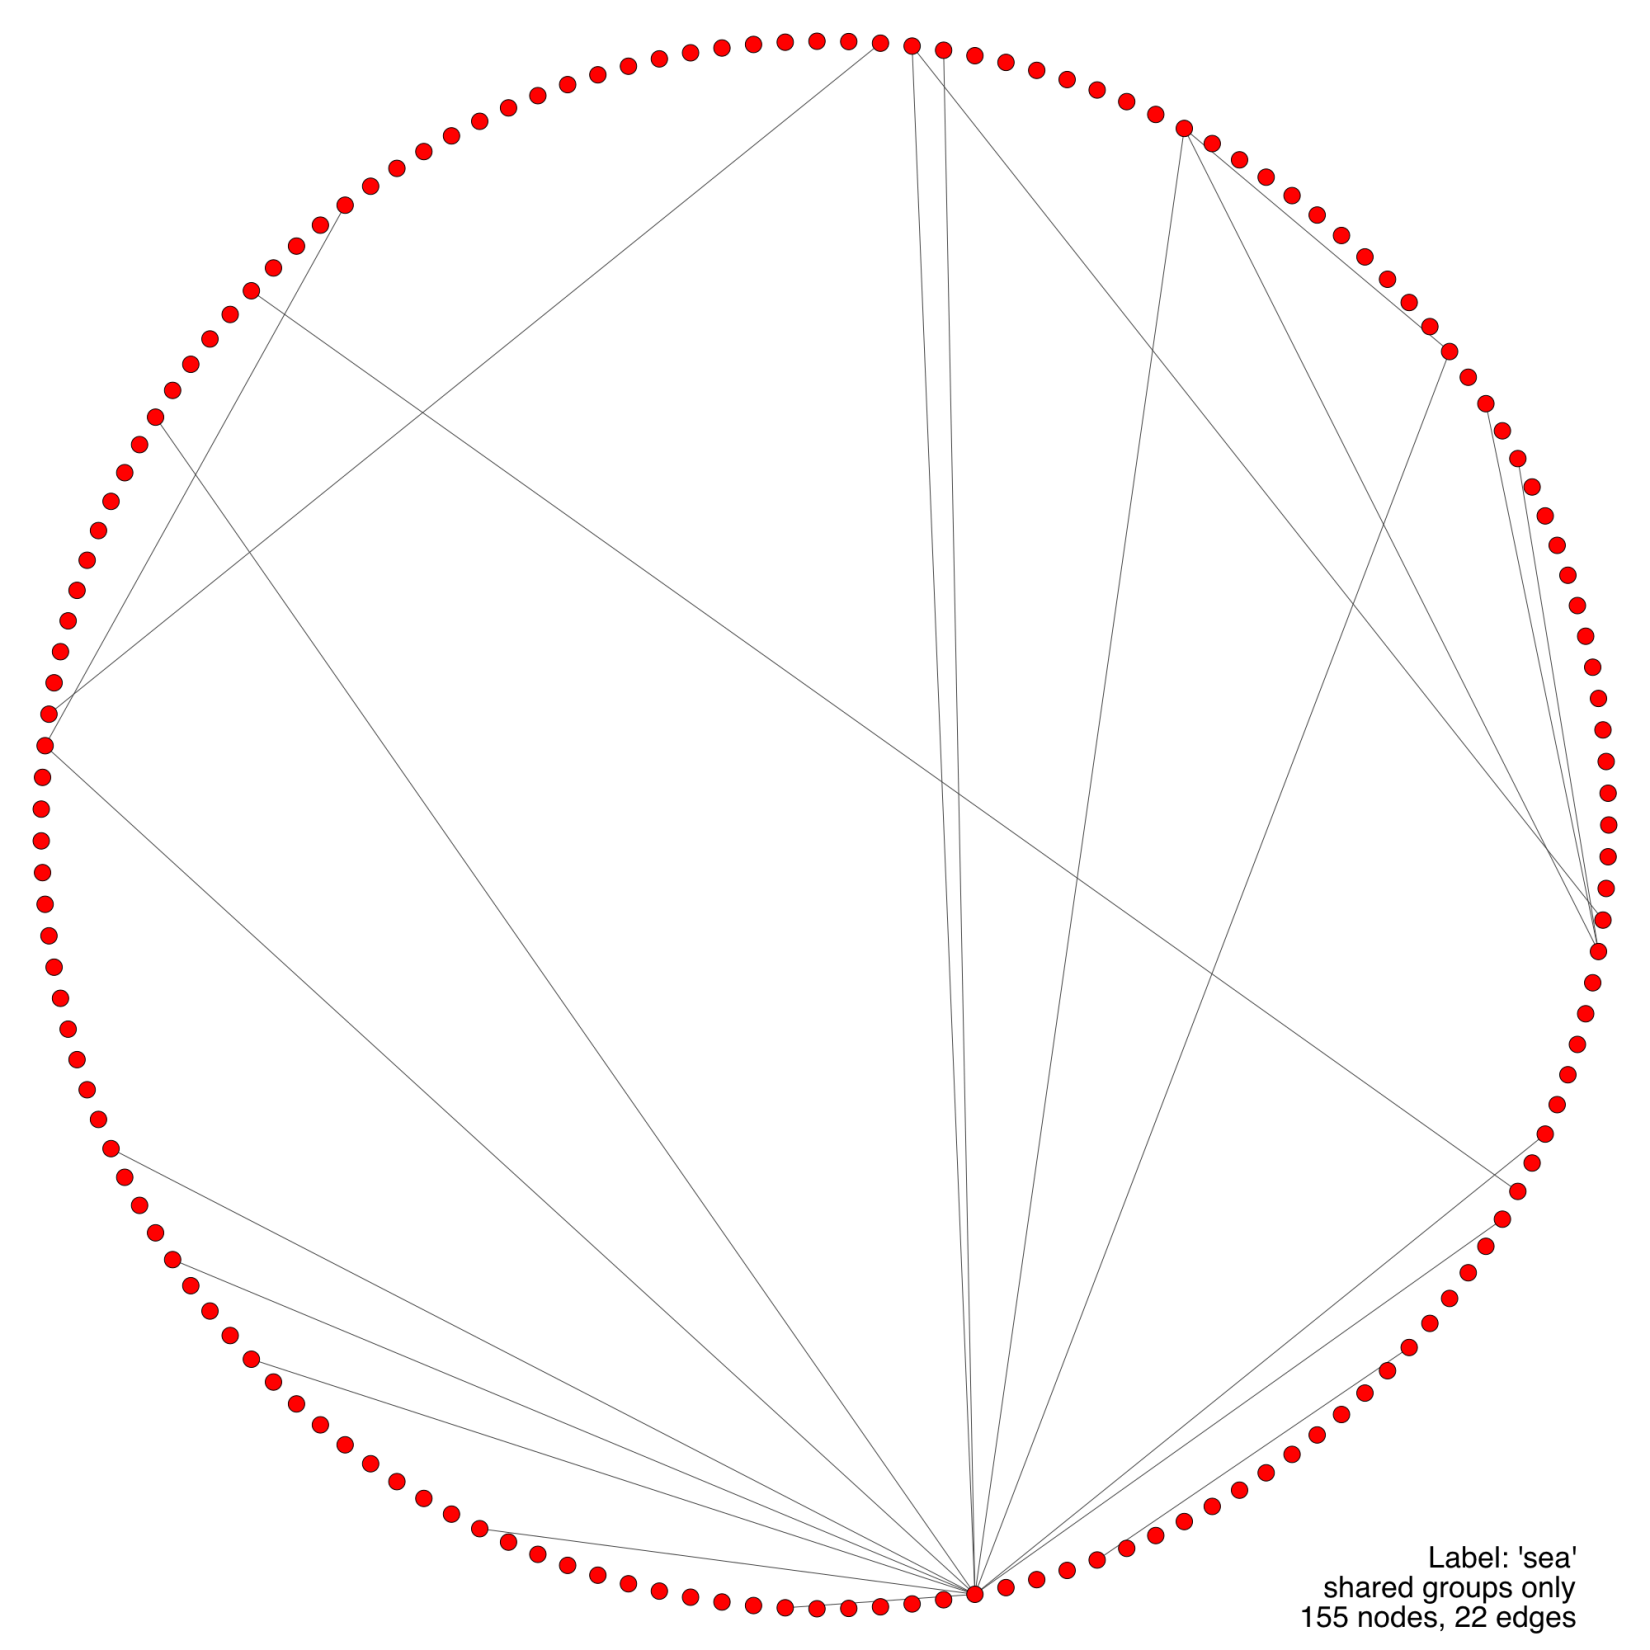 Label: 'sea'
shared groups only
155 nodes, 22 edges